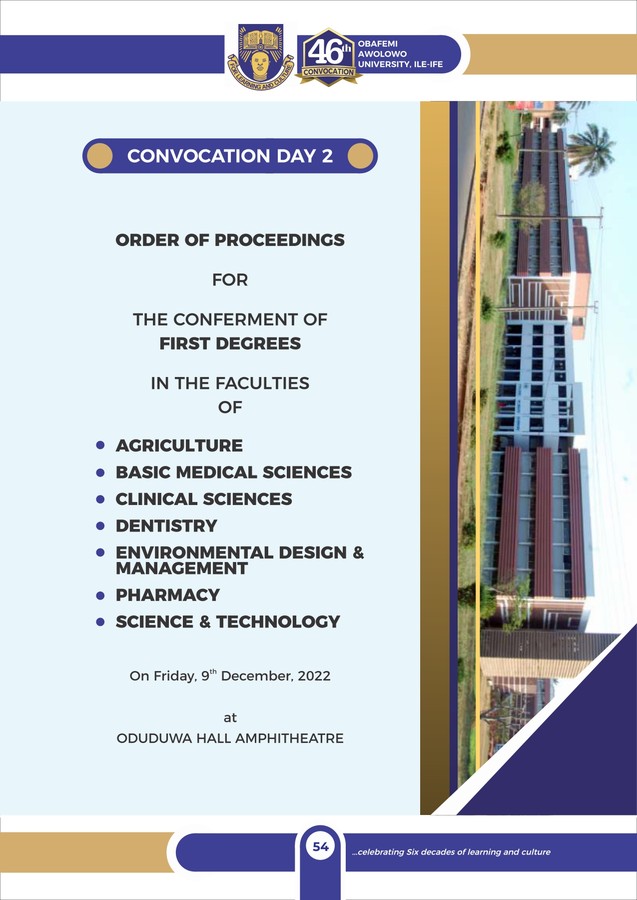 FOR LEARNING AND CULTURE
46th
CONVOCATION
OBAFEMI
AWOLOWO
UNIVERSITY, ILE-IFE
CONVOCATION DAY 2
ORDER OF PROCEEDINGS
FOR
THE CONFERMENT OF
FIRST DEGREES
IN THE FACULTIES
OF
• AGRICULTURE
• BASIC MEDICAL SCIENCES
• CLINICAL SCIENCES
• DENTISTRY
• ENVIRONMENTAL DESIGN &
MANAGEMENT
• PHARMACY
• SCIENCE & TECHNOLOGY
On Friday, 9th December, 2022
at
ODUDUWA HALL AMPHITHEATRE
54
...celebrating Six decades of learning and culture